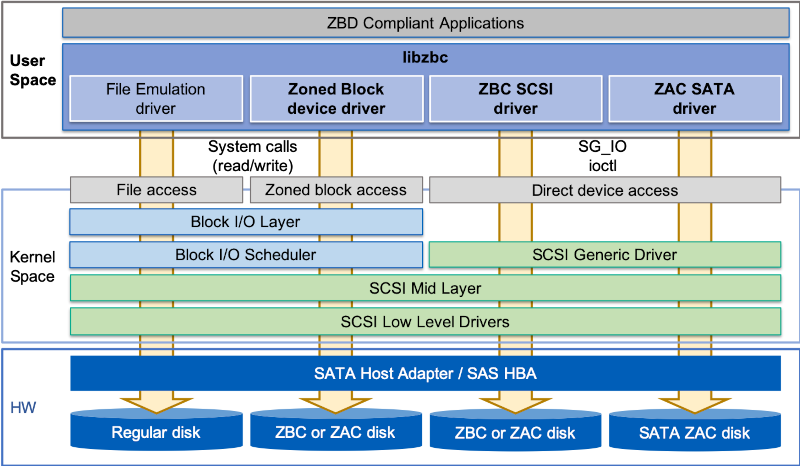 ZBD Compliant Applications
User
Space
libzbc
File Emulation
driver
Zoned Block
device driver
ZBC SCSI
driver
ZAC SATA
driver
System calls
(read/write)
SG_IO
ioctl
File access
Zoned block access
Direct device access
Block I/O Layer
Kernel
Space
Block I/O Scheduler
SCSI Generic Driver
SCSI Mid Layer
SCSI Low Level Drivers
SATA Host Adapter / SAS HBA
HW
Regular disk
ZBC or ZAC disk
ZBC or ZAC disk
SATA ZAC disk